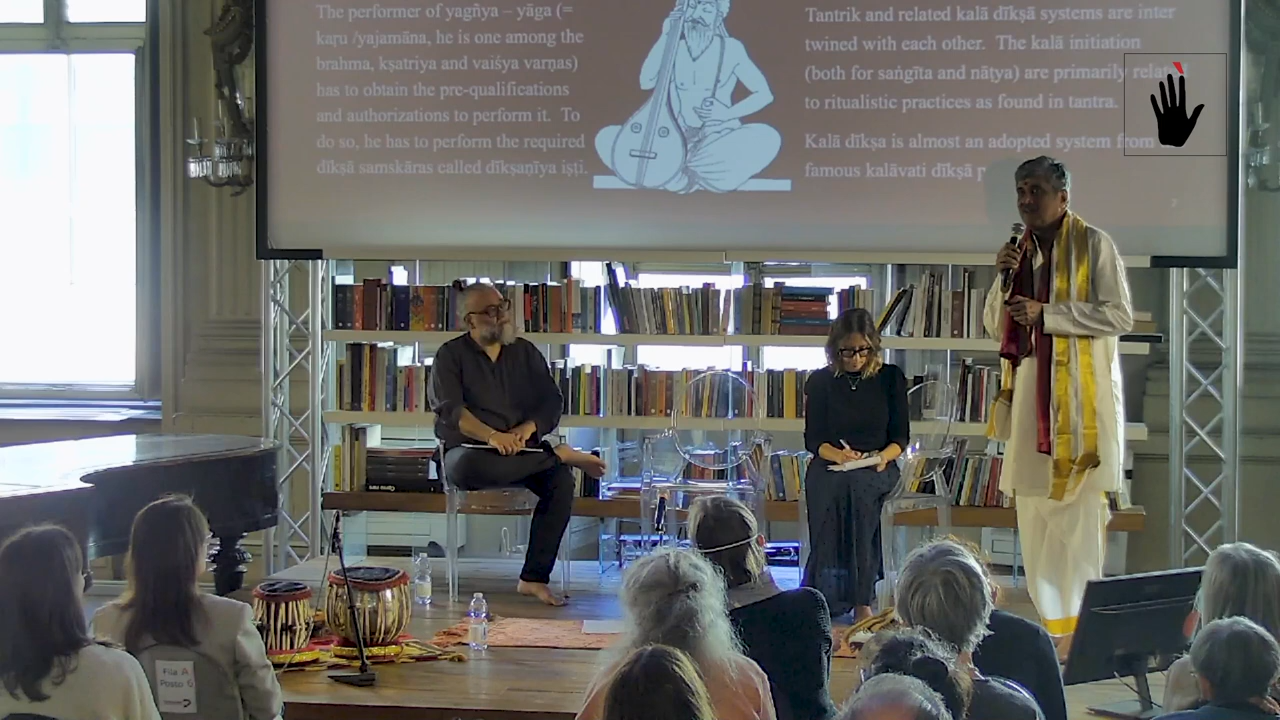 The performer of yagñya – yāga (=
kaṛu /yajamāna, he is one among the
brahma, kṣatriya and vaiśya varṇas)
has to obtain the pre-qualifications
and authorizations to perform it. To
do so, he has to perform the required
dīkṣā samskāras called dīkṣaṇīya iṣṭi.
Tantrik and related kalā dīkṣā systems are inter
twined with each other. The kalā initiation
(both for saṅgīta and nāṭya) are primarily
to ritualistic practices as found in tantra.
Kalā dīkṣa is almost an adopted system from
famous kalāvati dīkṣā
Fila A
Posto 6